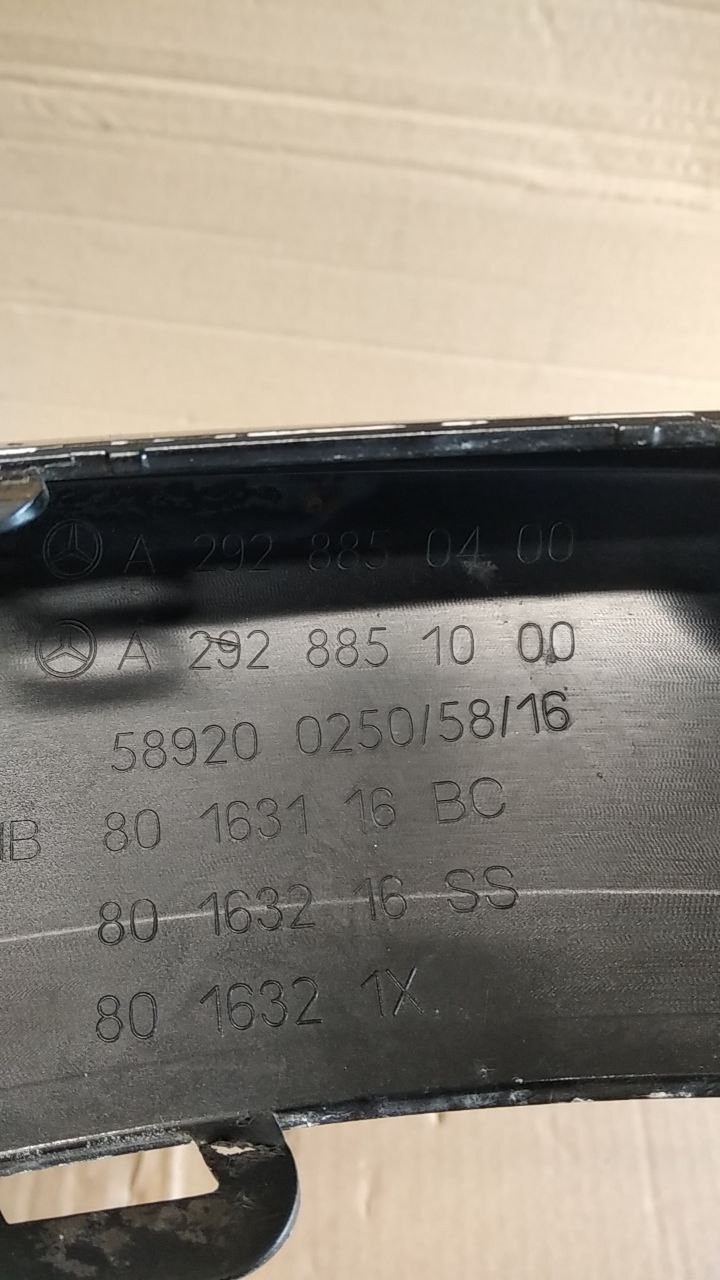 A 292 885 04 00
A 292 885 10 00
58920 0250/58/16
80 1631 16 BC
80 1632 16 SS
80 1632 1X